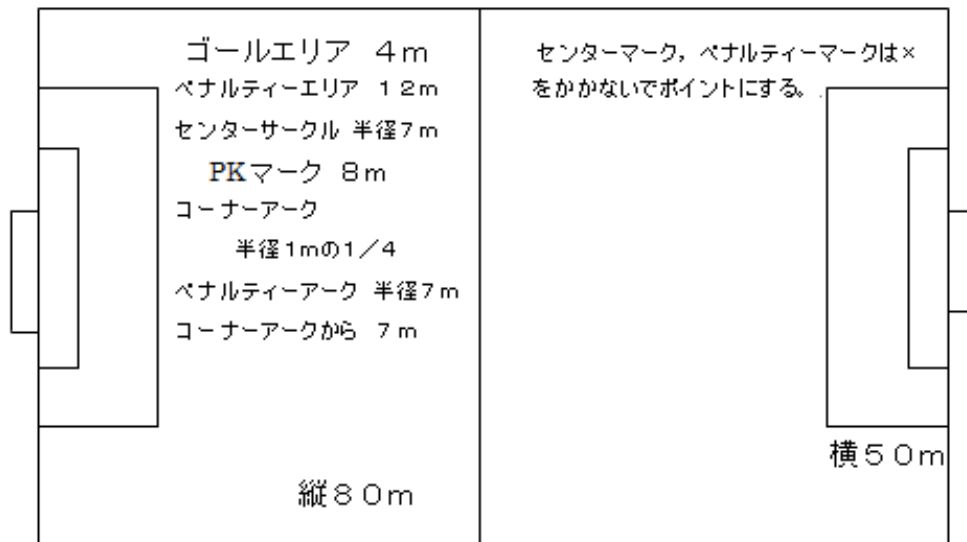 ゴールエリア ４ｍ
ペナルティーエリア １２ｍ
センターサークル 半径７ｍ
PKマーク ８ｍ
コーナーアーク
半径１ｍの１／４
ペナルティーアーク 半径７ｍ
コーナーアークから ７ｍ
縦８０ｍ
センターマーク，ペナルティーマークは×
をかかないでポイントにする。
横５０ｍ